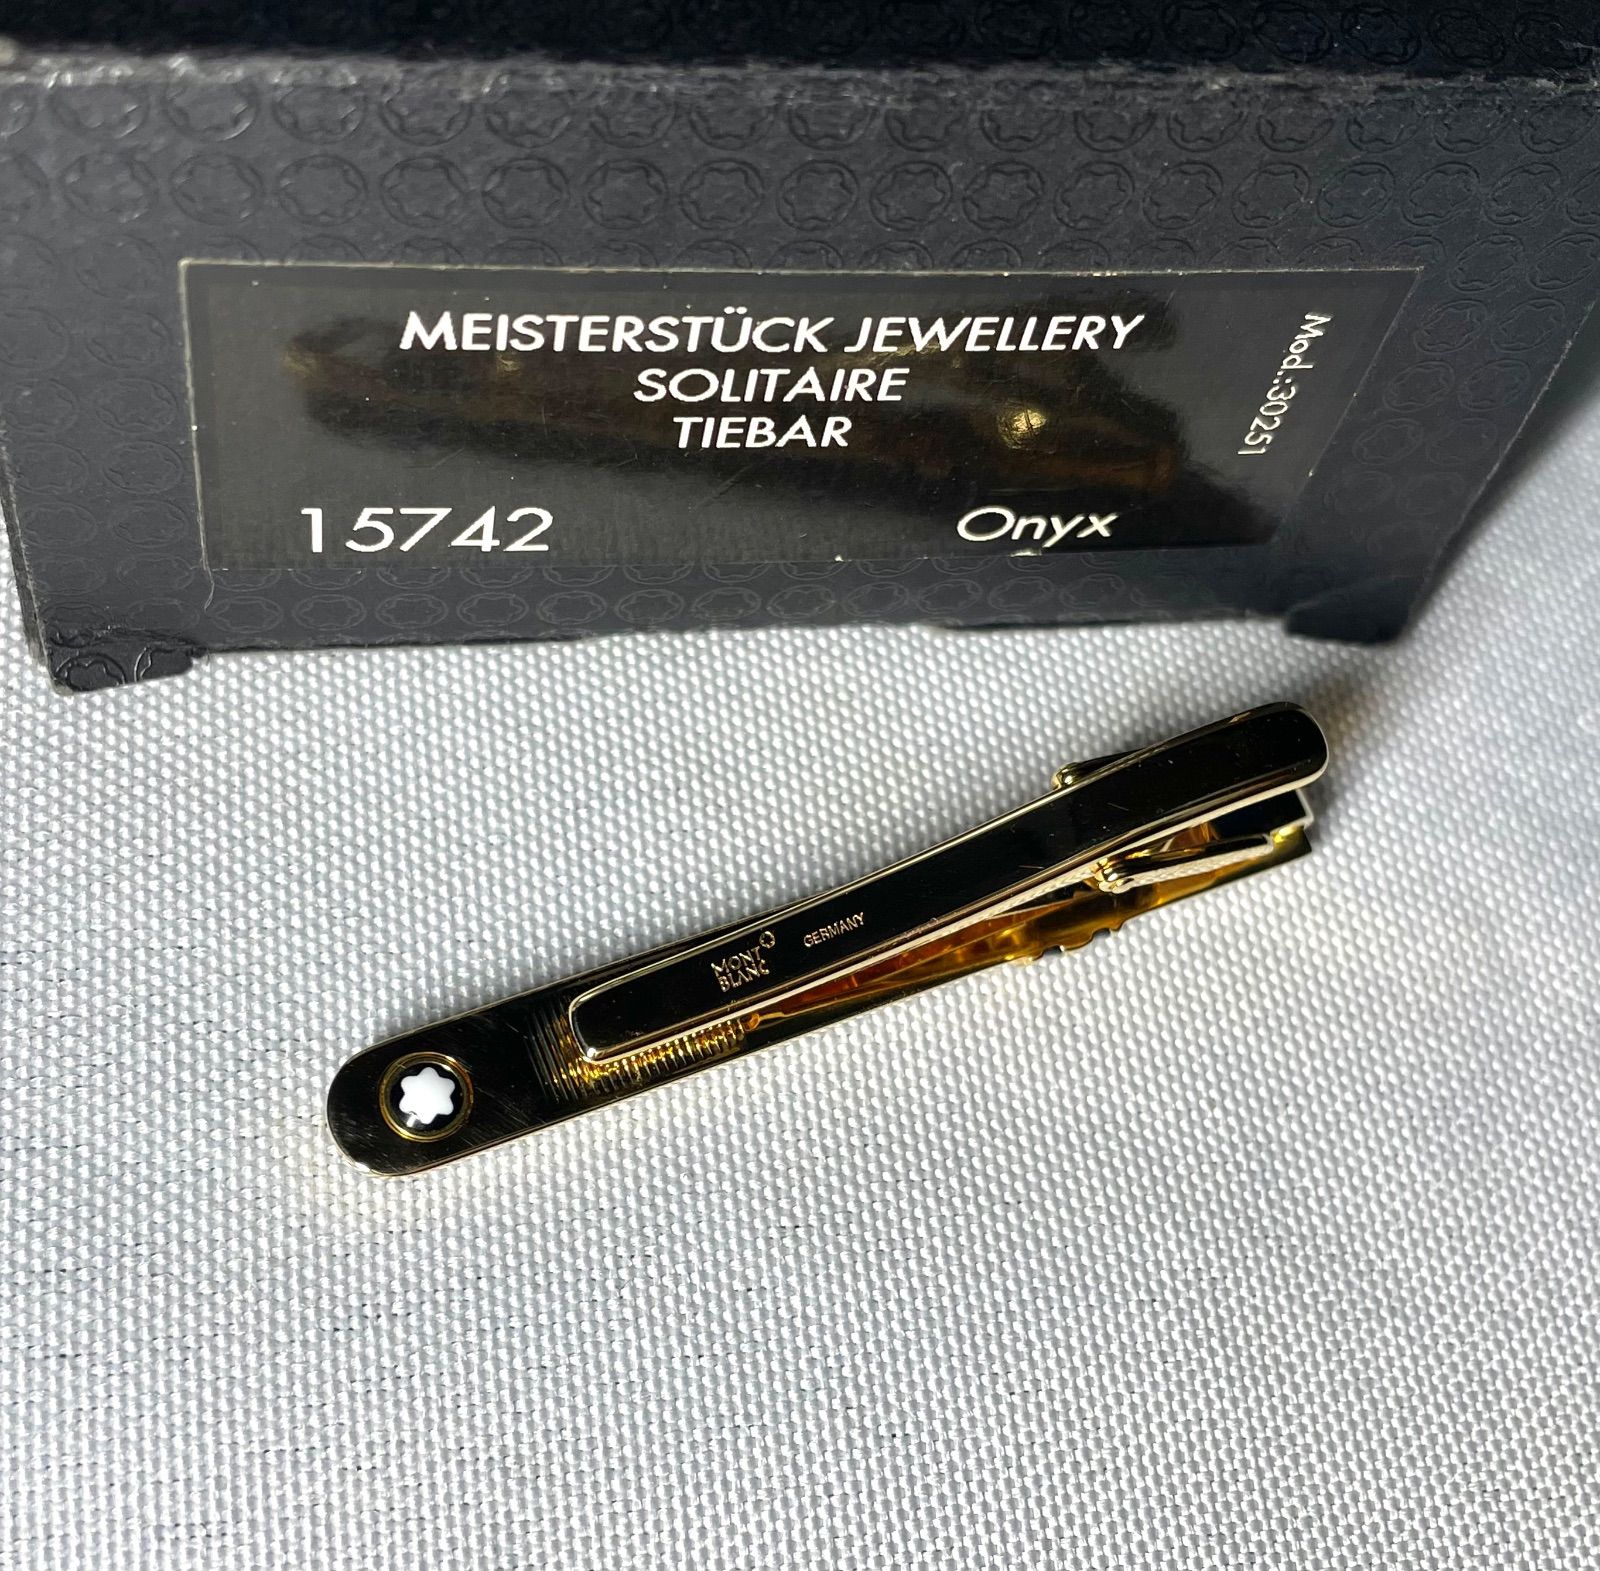 MEISTERSTÜCK JEWELLERY
SOLITAIRE
TIEBAR
15742
Onyx
Mod.:30251
MONT
BLANC
GERMANY